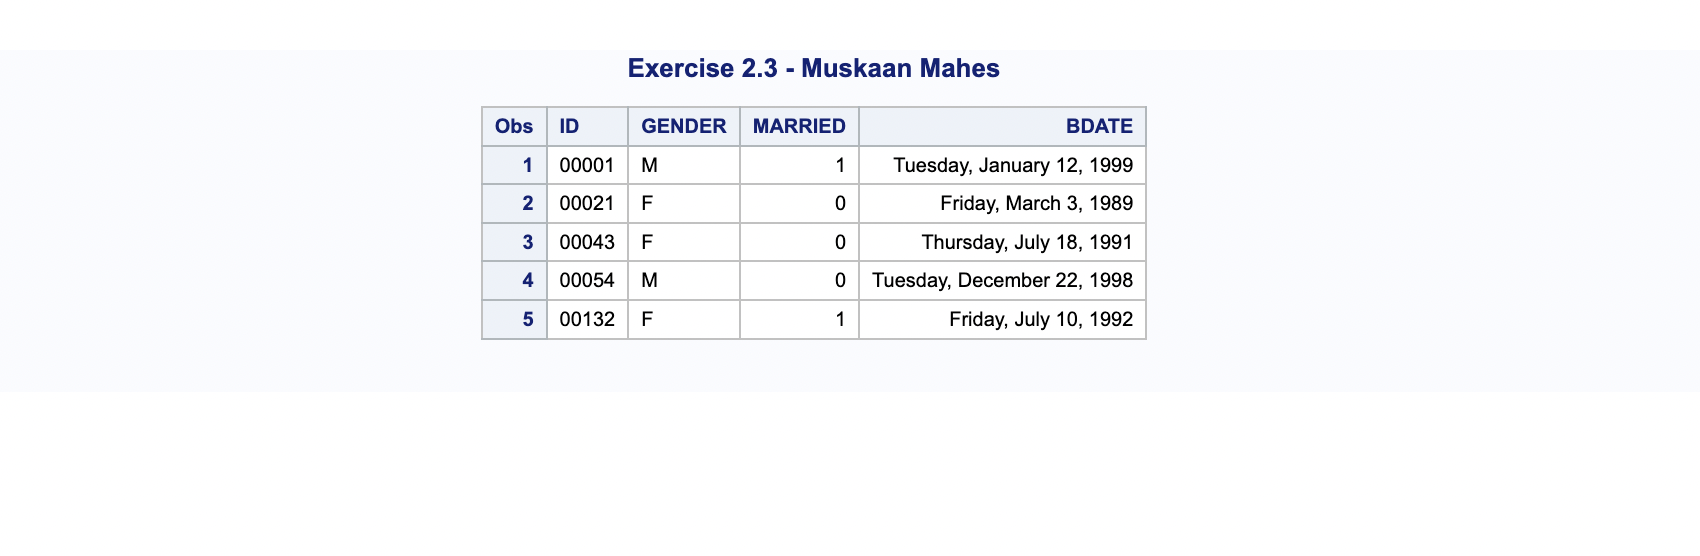 Exercise 2.3 - Muskaan Mahes
Obs ID GENDER MARRIED BDATE
1 00001 M 1 Tuesday, January 12, 1999
2 00021 F 0 Friday, March 3, 1989
3 00043 F 0 Thursday, July 18, 1991
4 00054 M 0 Tuesday, December 22, 1998
5 00132 F 1 Friday, July 10, 1992